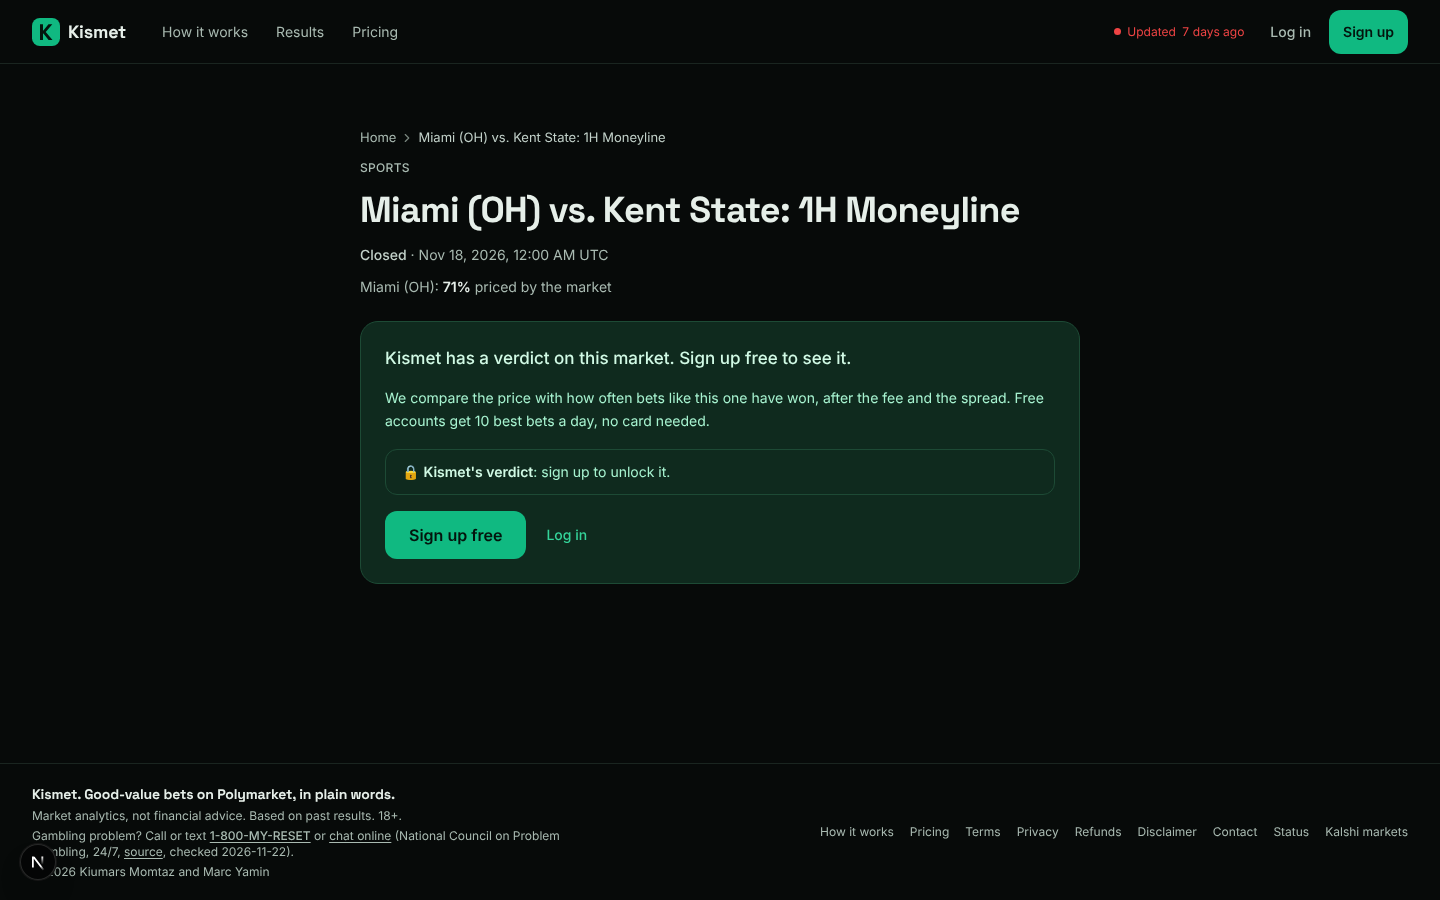 K Kismet How it works Results Pricing Updated 7 days ago Log in Sign up
Home > Miami (OH) vs. Kent State: 1H Moneyline
SPORTS
Miami (OH) vs. Kent State: 1H Moneyline
Closed · Nov 18, 2026, 12:00 AM UTC
Miami (OH): 71% priced by the market
Kismet has a verdict on this market. Sign up free to see it.
We compare the price with how often bets like this one have won, after the fee and the spread. Free
accounts get 10 best bets a day, no card needed.
🔒 Kismet's verdict: sign up to unlock it.
Sign up free Log in
Kismet. Good-value bets on Polymarket, in plain words.
Market analytics, not financial advice. Based on past results. 18+.
Gambling problem? Call or text 1-800-MY-RESET or chat online (National Council on Problem
mbling, 24/7, source, checked 2026-11-22).
026 Kiumars Momtaz and Marc Yamin
How it works Pricing Terms Privacy Refunds Disclaimer Contact Status Kalshi markets
N